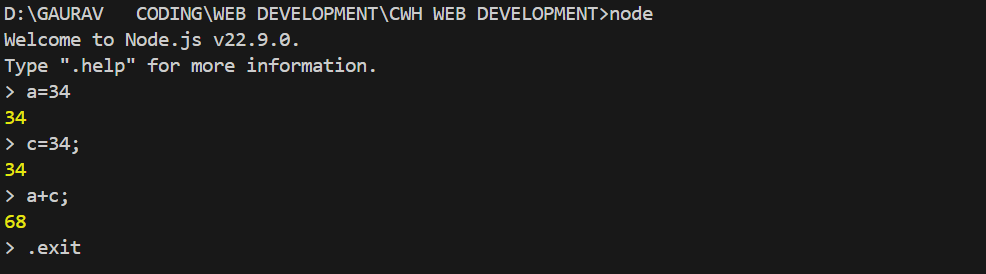 D:\GAURAV   CODING\WEB DEVELOPMENT\CWH WEB DEVELOPMENT>node
Welcome to Node.js v22.9.0.
Type ".help" for more information.
> a=34
34
> c=34;
34
> a+c;
68
> .exit